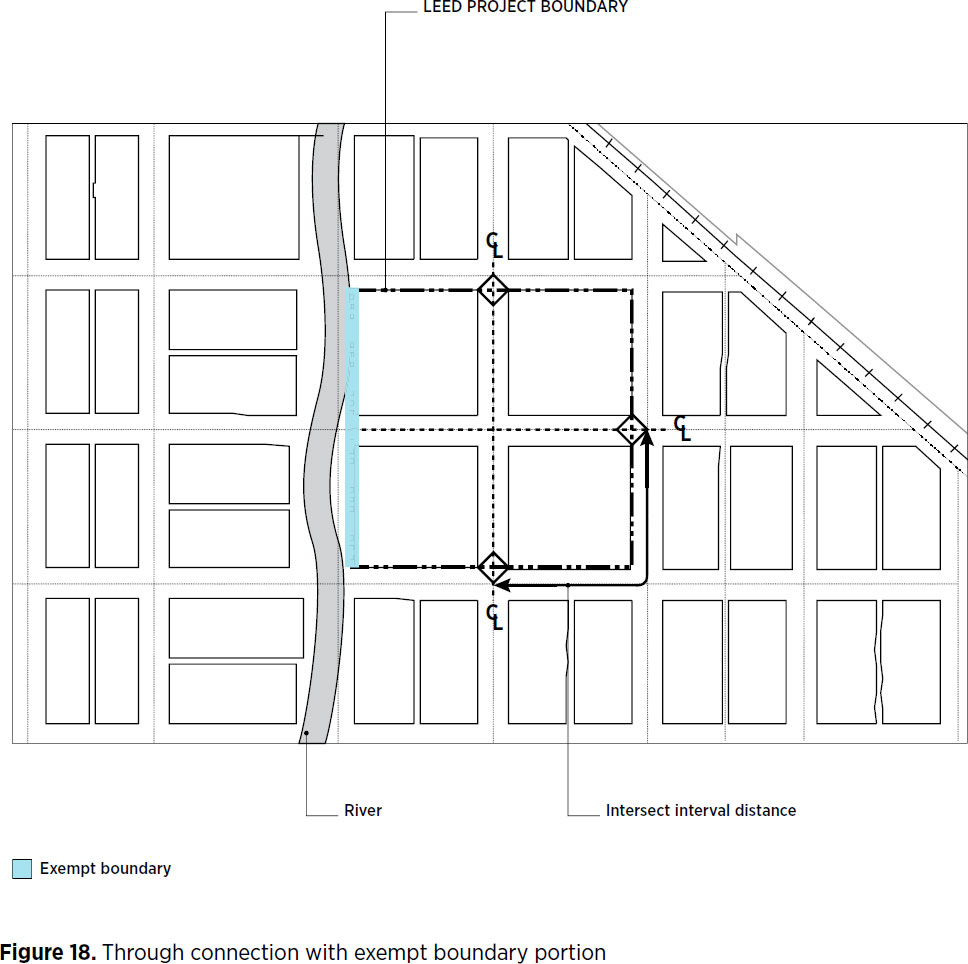 LEED PROJECT BOUNDARY
CL
CL
CL
River
Intersect interval distance
Exempt boundary
Figure 18. Through connection with exempt boundary portion